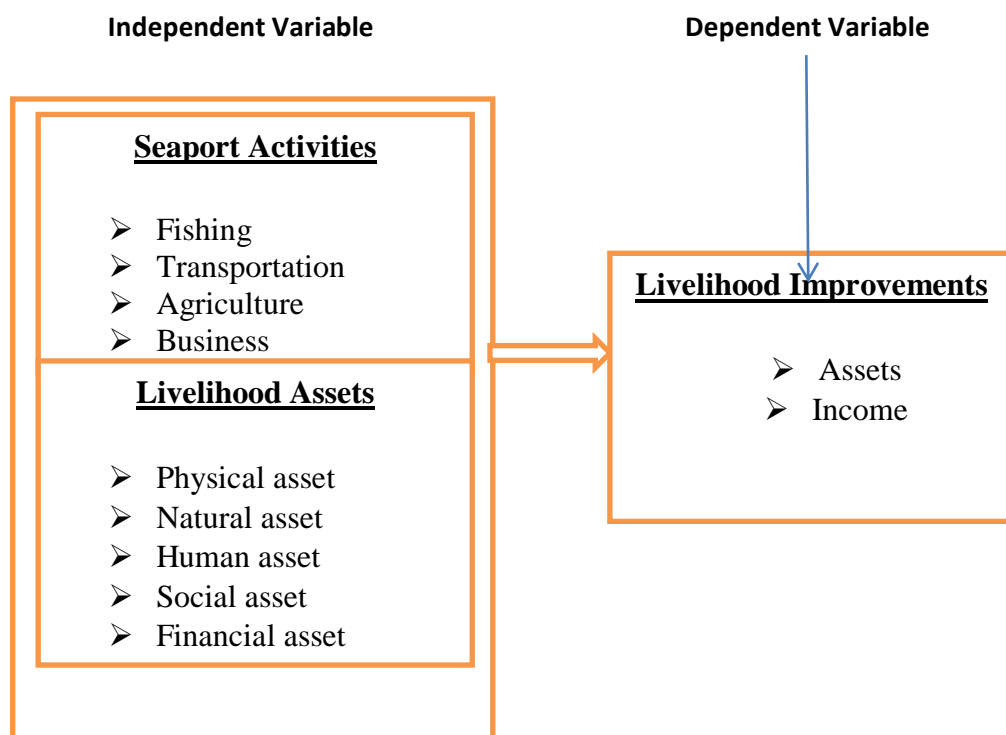 Independent Variable
Dependent Variable
Seaport Activities
➢ Fishing
➢ Transportation
➢ Agriculture
➢ Business
Livelihood Assets
➢ Physical asset
➢ Natural asset
➢ Human asset
➢ Social asset
➢ Financial asset
Livelihood Improvements
➢ Assets
➢ Income